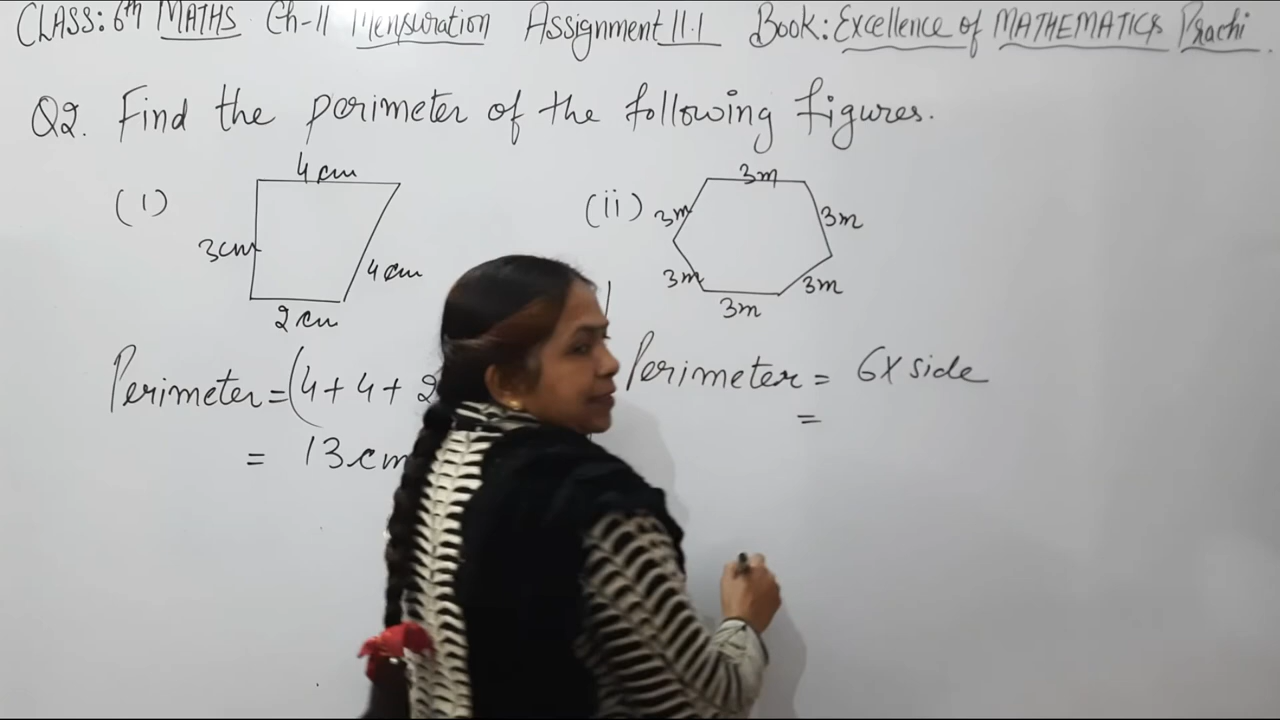 CLASS: 6th MATHS Ch-11 Mensuration Assignment 11.1 Book: Excellence of MATHEMATICS Prachi
Q2. Find the perimeter of the following figures.
(i) 4 cm 3cm 4 cm 2 cm
(ii) 3m 3m 3m 3m 3m 3m
Perimeter = (4 + 4 + 2
= 13 cm
Perimeter = 6 X side
=